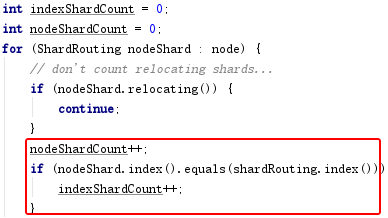 int indexShardCount = 0;
int nodeShardCount = 0;
for (ShardRouting nodeShard : node) {
// don't count relocating shards...
if (nodeShard.relocating()) {
continue;
}
nodeShardCount++;
if (nodeShard.index().equals(shardRouting.index()))
indexShardCount++;
}